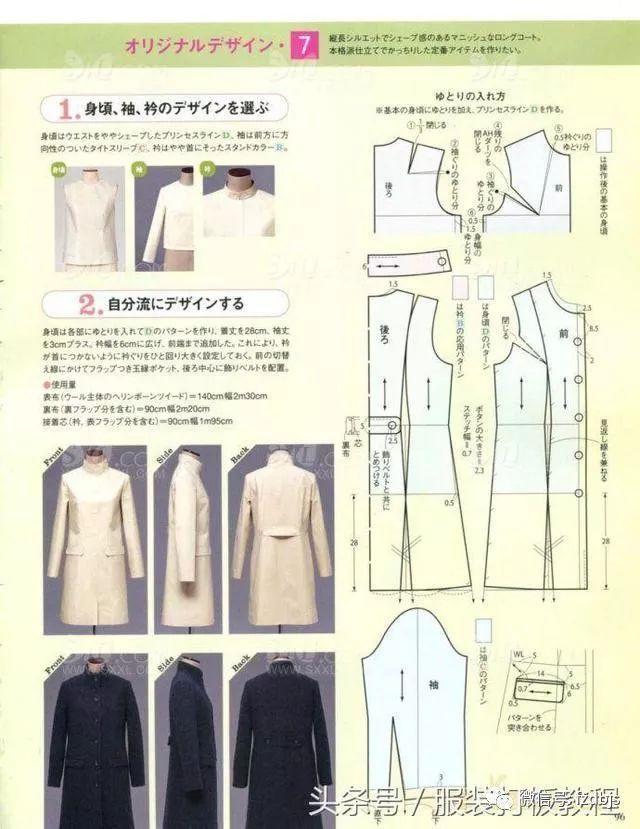 オリジナルデザイン・7
縦長シルエットでシェープ感のあるマニッシュなロングコート。
本格派仕立てでかっちりした定番アイテムを作りたい。
1. 身頃、袖、衿のデザインを選ぶ
身頃はウエストをややシェープしたプリンセスラインD、袖は前方に方
向性のついたタイトスリーブC、衿はやや首にそったスタンドカラーB。
身頃
袖
衿
2. 自分流にデザインする
身頃は各部にゆとりを入れてDのパターンを作り、着丈を28cm、袖丈
を3cmプラス。衿幅を6cmに広げ、前端まで追加した。これにより、衿
が首につかないように衿ぐりをひと回り大きく設定しておく。前の切替
え線にかけてフラップつき玉縁ポケット、後ろ中心に飾りベルトを配置。
●使用量
表布(ウール主体のヘリンボーンツイード)=140cm幅2m30cm
裏布(裏フラップ分を含む)=90cm幅2m20cm
接着芯(衿、表フラップ分を含む)=90cm幅1m95cm
Front
Side
Back
Front
Side
Back
ゆとりの入れ方
※基本の身頃にゆとりを加え、プリンセスラインDを作る。
①1/3閉じる
②袖ぐりのゆとり分
④残りのAHダーツを閉じる
③袖ぐりのゆとり分
⑤衿ぐりのゆとり分
0.5
⑥身幅のゆとり分
0.5
1.5
後ろ
前
は操作後の基本の身頃
6
は衿Bの応用パターン
は身頃Dのパターン
1.5
1.5
2.5
8.5
後ろ
閉じる
前
5
裏布
芯
2.5
飾りベルトと共にとめつける
ステッチ幅=0.7
ボタンの大きさ=2.3
見返し線を兼ねる
0.5
28
28
袖
は袖Cのパターン
3
WL
5
14
5
0.7
6.5
0.5
6
パターンを
突き合わせる
直下
下
头条号/服装打板教程
96